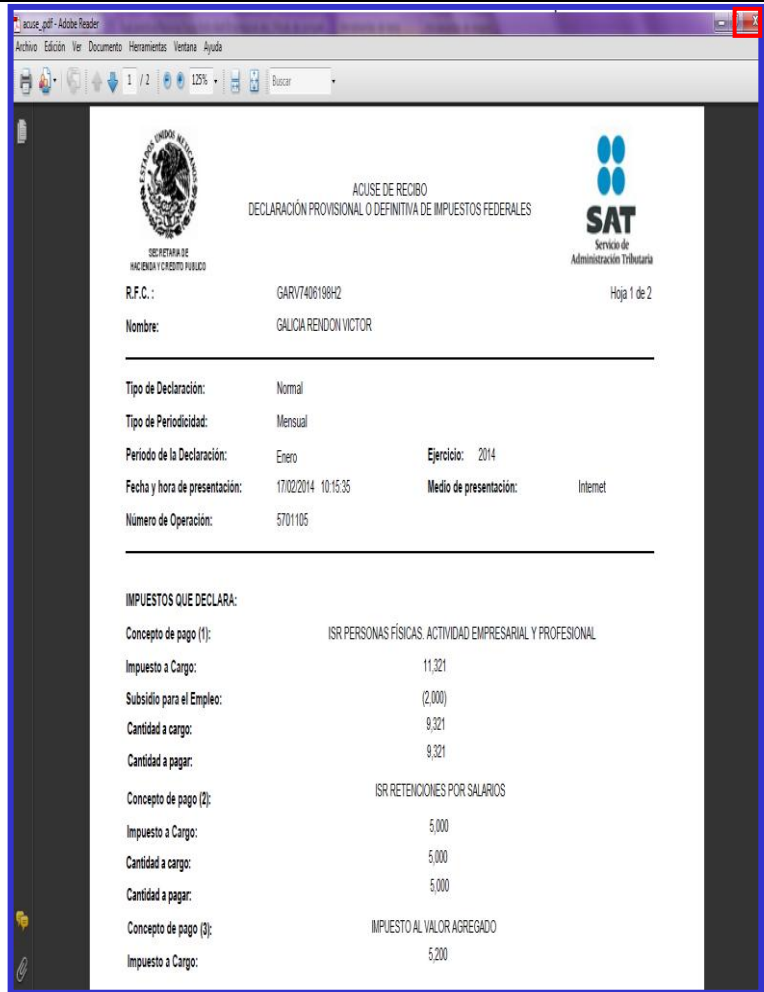 acuse_.pdf - Adobe Reader
Archivo Edición Ver Documento Herramientas Ventana Ayuda
1 / 2 125% Buscar
ESTADOS UNIDOS MEXICANOS
SECRETARIA DE
HACIENDA Y CREDITO PUBLICO
ACUSE DE RECIBO
DECLARACIÓN PROVISIONAL O DEFINITIVA DE IMPUESTOS FEDERALES
SAT
Servicio de
Administración Tributaria
R.F.C. : GARV7406198H2 Hoja 1 de 2
Nombre: GALICIA RENDON VICTOR
Tipo de Declaración: Normal
Tipo de Periodicidad: Mensual
Período de la Declaración: Enero Ejercicio: 2014
Fecha y hora de presentación: 17/02/2014 10:15:35 Medio de presentación: Internet
Número de Operación: 5701105
IMPUESTOS QUE DECLARA:
Concepto de pago (1): ISR PERSONAS FÍSICAS. ACTIVIDAD EMPRESARIAL Y PROFESIONAL
Impuesto a Cargo: 11,321
Subsidio para el Empleo: (2,000)
Cantidad a cargo: 9,321
Cantidad a pagar: 9,321
Concepto de pago (2): ISR RETENCIONES POR SALARIOS
Impuesto a Cargo: 5,000
Cantidad a cargo: 5,000
Cantidad a pagar: 5,000
Concepto de pago (3): IMPUESTO AL VALOR AGREGADO
Impuesto a Cargo: 5,200